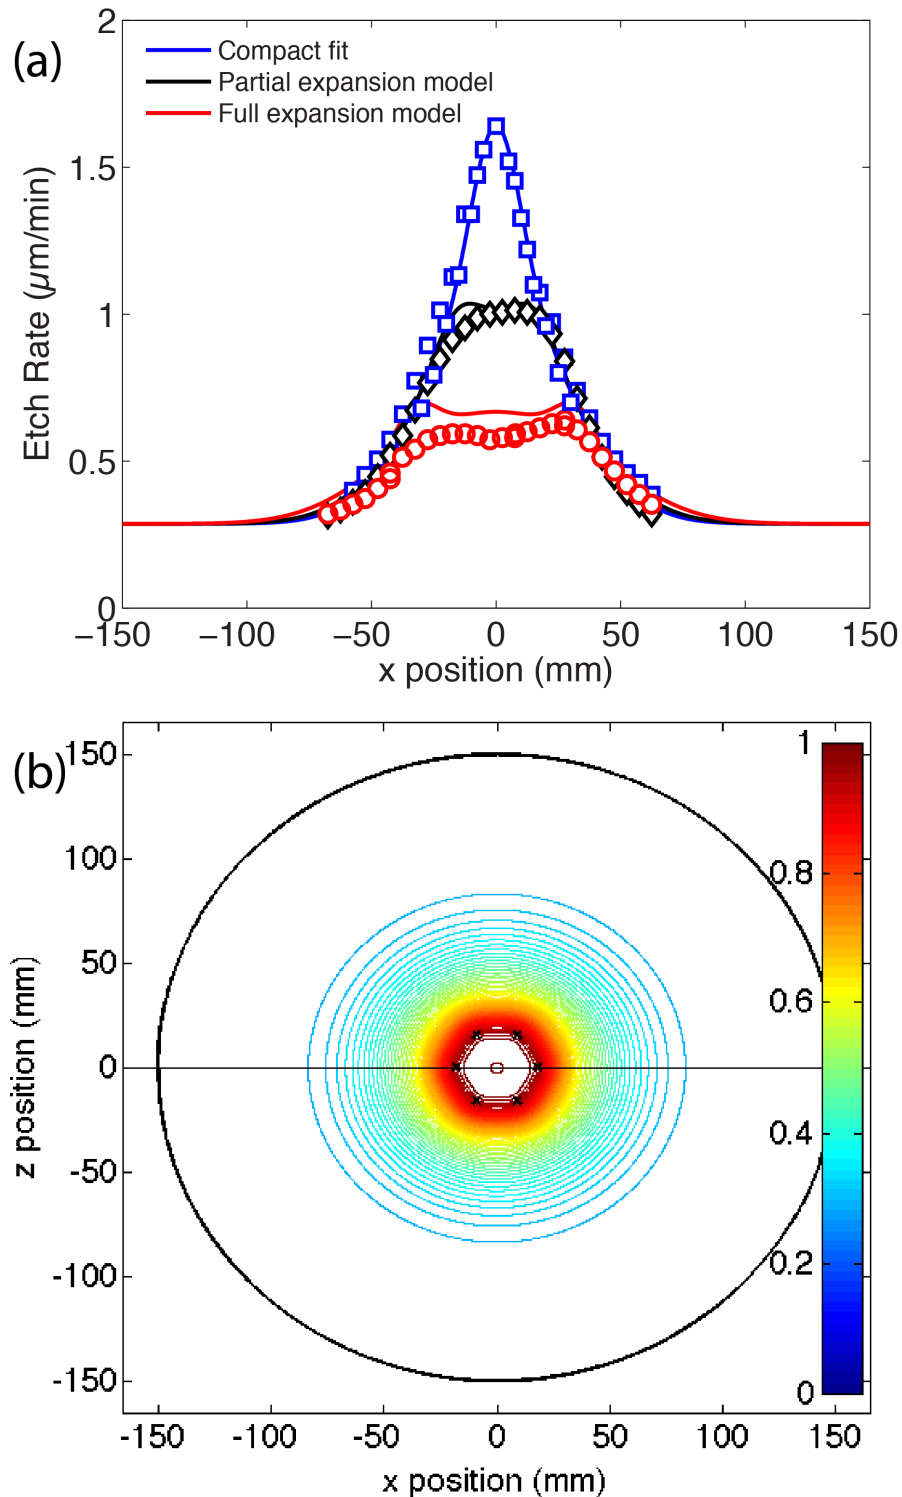 (a)
2
1.5
1
0.5
0
Etch Rate (µm/min)
Compact fit
Partial expansion model
Full expansion model
−150 −100 −50 0 50 100 150
x position (mm)
(b)
150
100
50
0
-50
-100
-150
z position (mm)
1
0.8
0.6
0.4
0.2
0
-150 -100 -50 0 50 100 150
x position (mm)